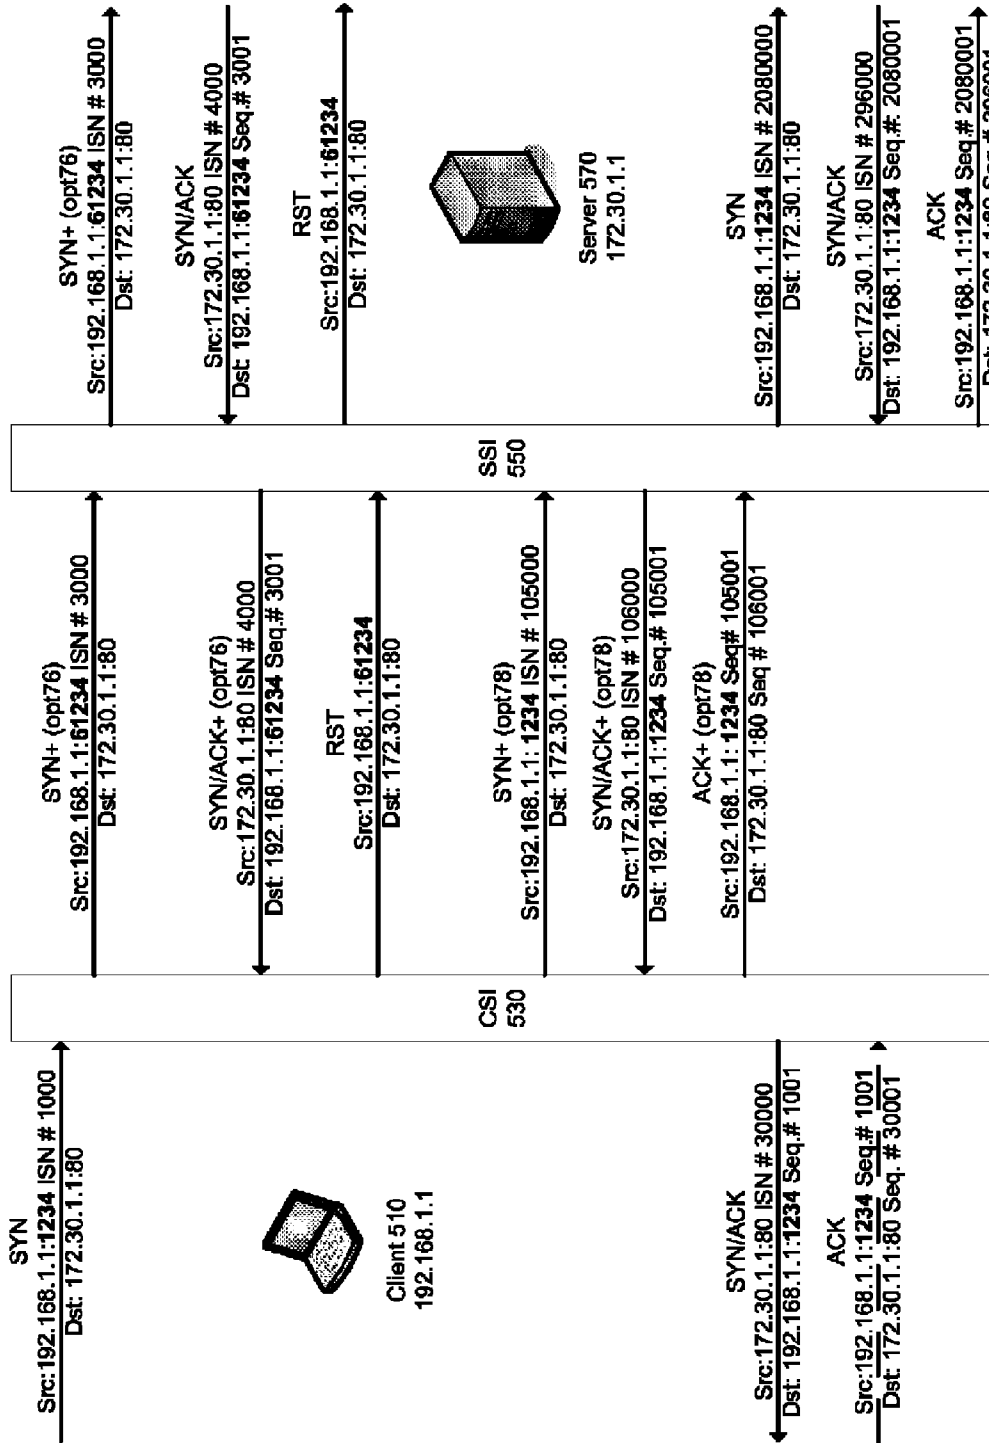 SYN
Src:192.168.1.1:1234 ISN # 1000
Dst: 172.30.1.1:80
Client 510
192.168.1.1
SYN/ACK
Src:172.30.1.1:80 ISN # 30000
Dst: 192.168.1.1:1234 Seq.# 1001
ACK
Src:192.168.1.1:1234 Seq.# 1001
Dst: 172.30.1.1:80 Seq. # 30001
CSI
530
SYN+ (opt76)
Src:192.168.1.1:61234 ISN # 3000
Dst: 172.30.1.1:80
SYN/ACK+ (opt76)
Src:172.30.1.1:80 ISN # 4000
Dst: 192.168.1.1:61234 Seq.# 3001
RST
Src:192.168.1.1:61234
Dst: 172.30.1.1:80
SYN+ (opt78)
Src:192.168.1.1: 1234 ISN # 105000
Dst: 172.30.1.1:80
SYN/ACK+ (opt78)
Src:172.30.1.1:80 ISN # 106000
Dst: 192.168.1.1:1234 Seq.# 105001
ACK+ (opt78)
Src:192.168.1.1: 1234 Seq# 105001
Dst: 172.30.1.1:80 Seq # 106001
SSI
550
SYN+ (opt76)
Src:192.168.1.1:61234 ISN # 3000
Dst: 172.30.1.1:80
SYN/ACK
Src:172.30.1.1:80 ISN # 4000
Dst: 192.168.1.1:61234 Seq.# 3001
RST
Src:192.168.1.1:61234
Dst: 172.30.1.1:80
Server 570
172.30.1.1
SYN
Src:192.168.1.1:1234 ISN # 2080000
Dst: 172.30.1.1:80
SYN/ACK
Src:172.30.1.1:80 ISN # 296000
Dst: 192.168.1.1:1234 Seq.#: 2080001
ACK
Src:192.168.1.1:1234 Seq.# 2080001
Dst: 172.30.1.1:80 Seq.# 296001